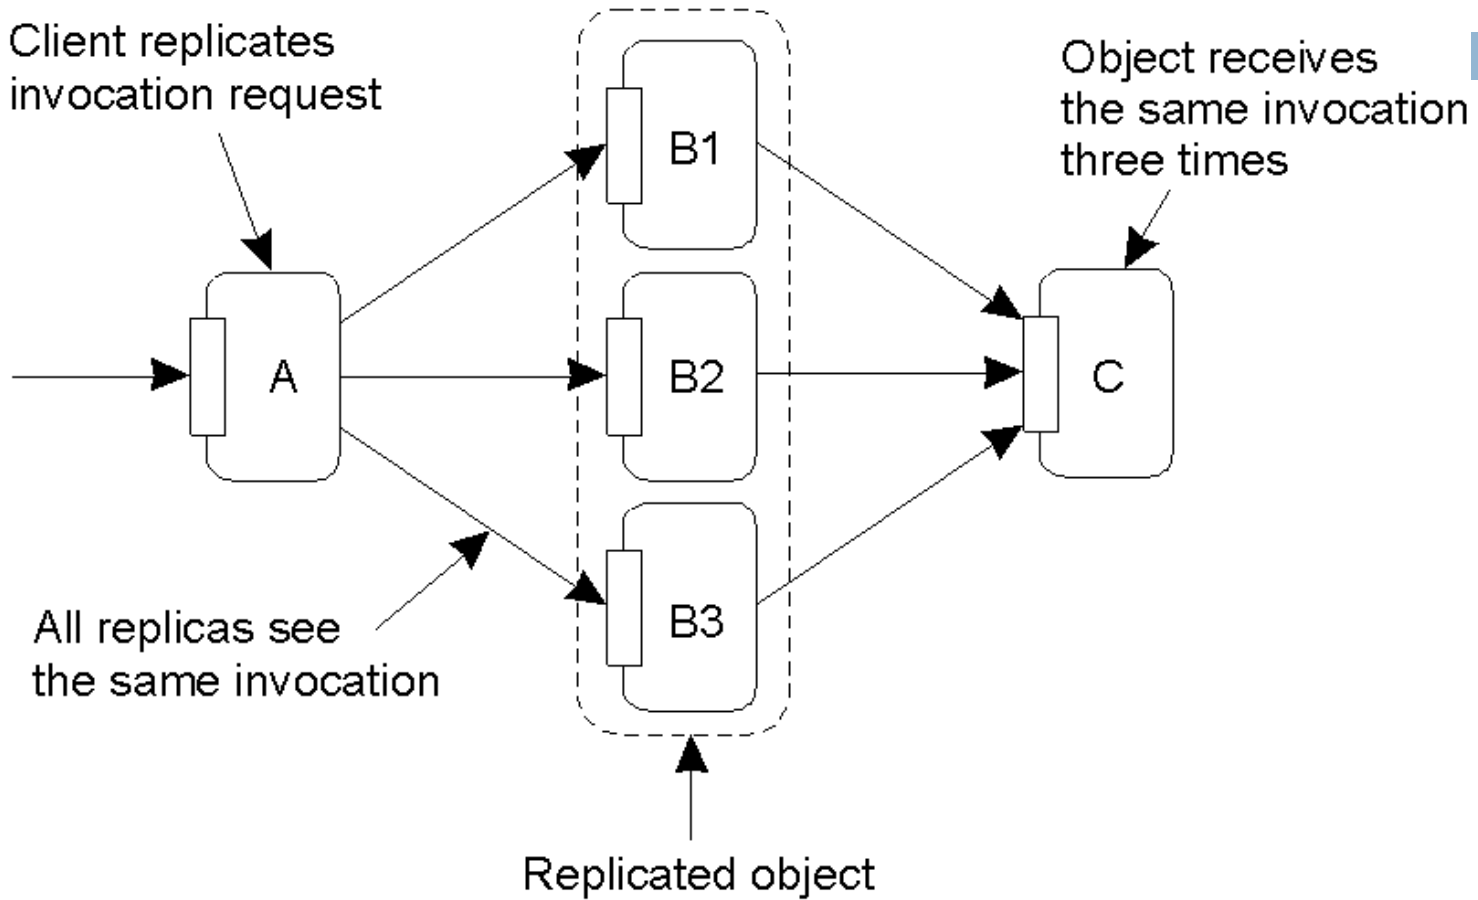 Client replicates
invocation request
Object receives
the same invocation
three times
B1
A
B2
C
B3
All replicas see
the same invocation
Replicated object